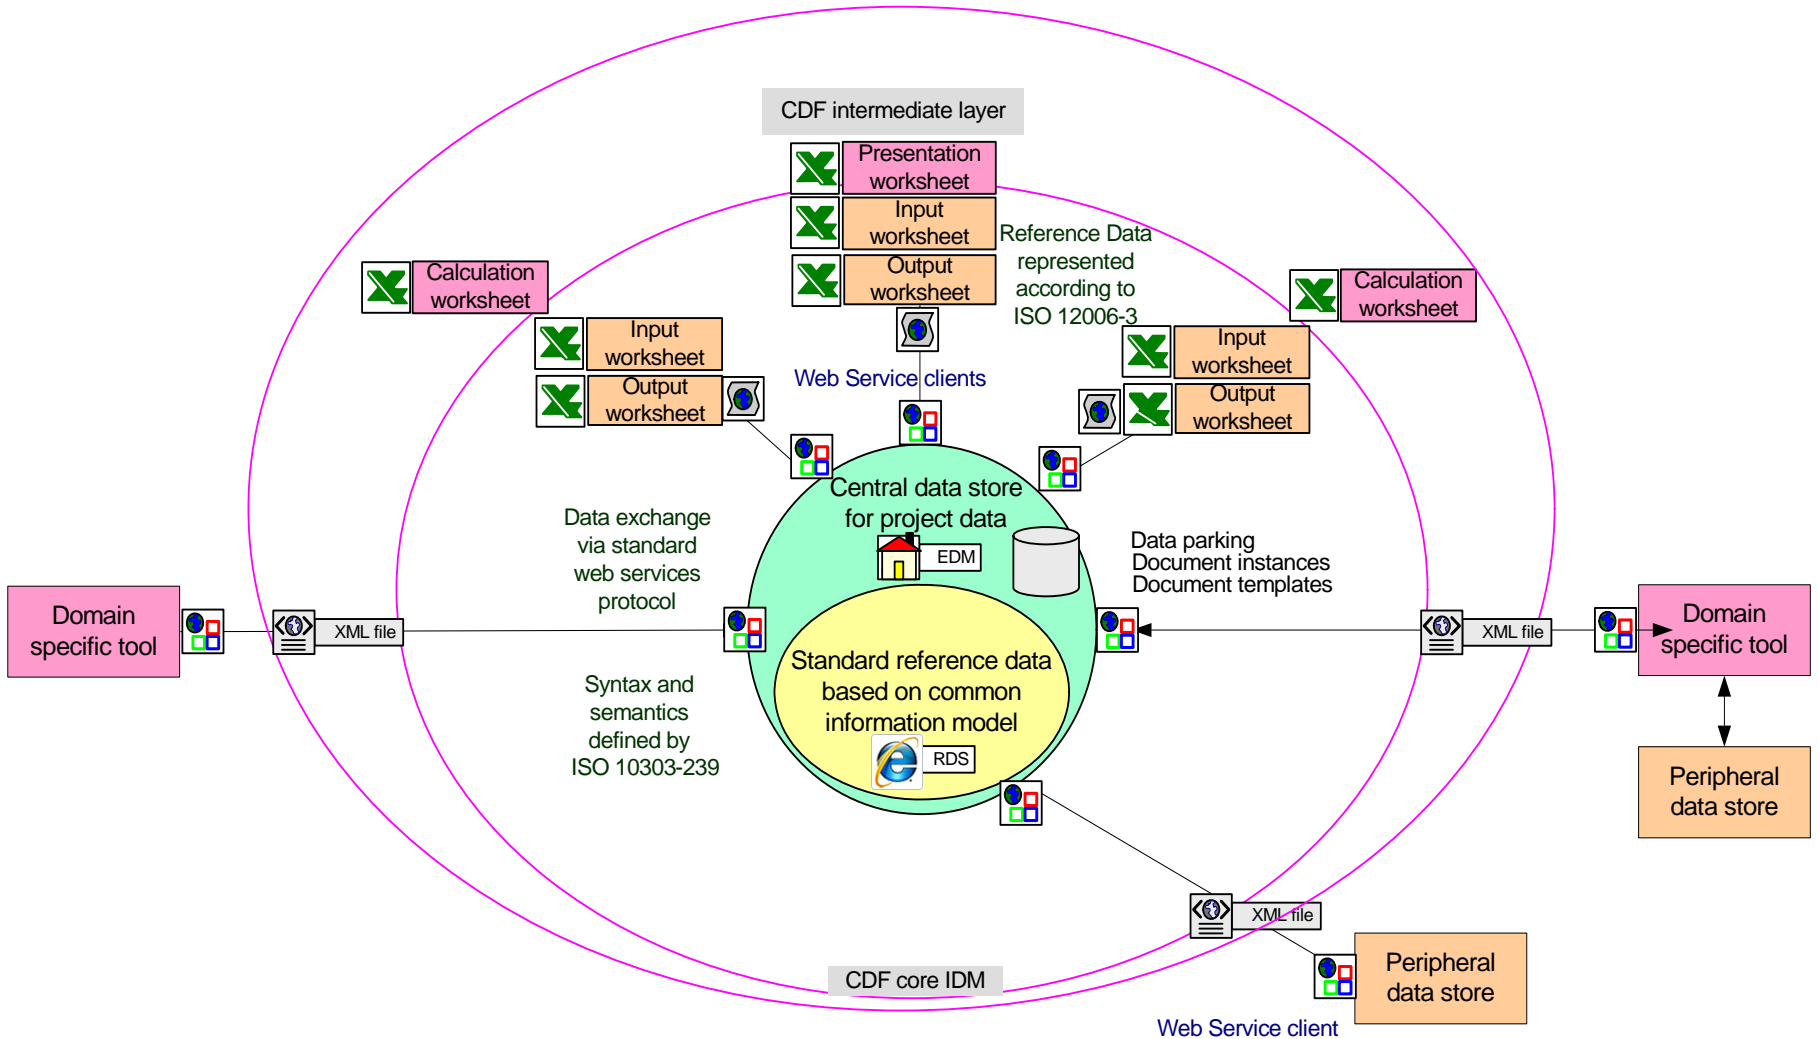 CDF intermediate layer
Presentation
worksheet
Input
worksheet
Output
worksheet
Reference Data
represented
according to
ISO 12006-3
Calculation
worksheet
Input
worksheet
Output
worksheet
Calculation
worksheet
Input
worksheet
Output
worksheet
Web Service clients
Central data store
for project data
EDM
Data exchange
via standard
web services
protocol
Data parking
Document instances
Document templates
Domain
specific tool
XML file
XML file
Domain
specific tool
Standard reference data
based on common
information model
RDS
Syntax and
semantics
defined by
ISO 10303-239
Peripheral
data store
XML file
Peripheral
data store
CDF core IDM
Web Service client